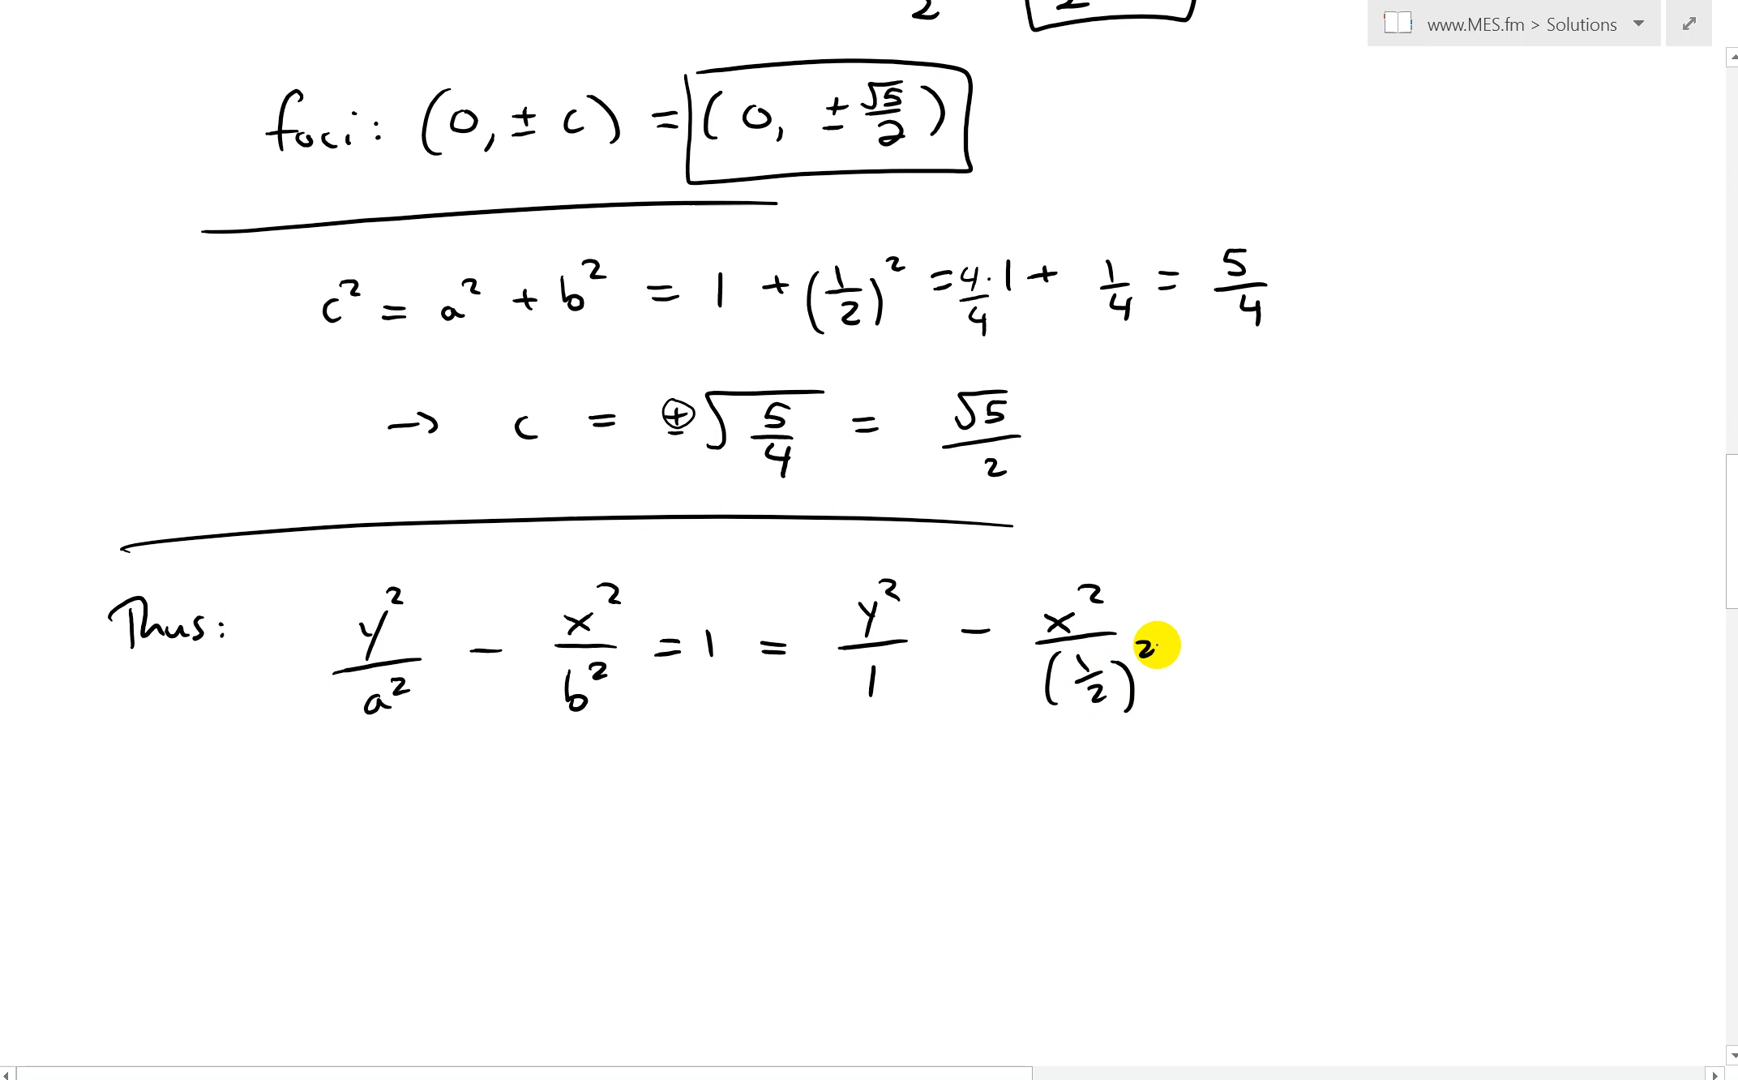 2 2
www.MES.fm > Solutions
foci: (0, ± c) = (0, ± √5/2)
c² = a² + b² = 1 + (1/2)² = 4/4 · 1 + 1/4 = 5/4
→ c = ± √(5/4) = √5/2
Thus: y²/a² - x²/b² = 1 = y²/1 - x²/(1/2)²